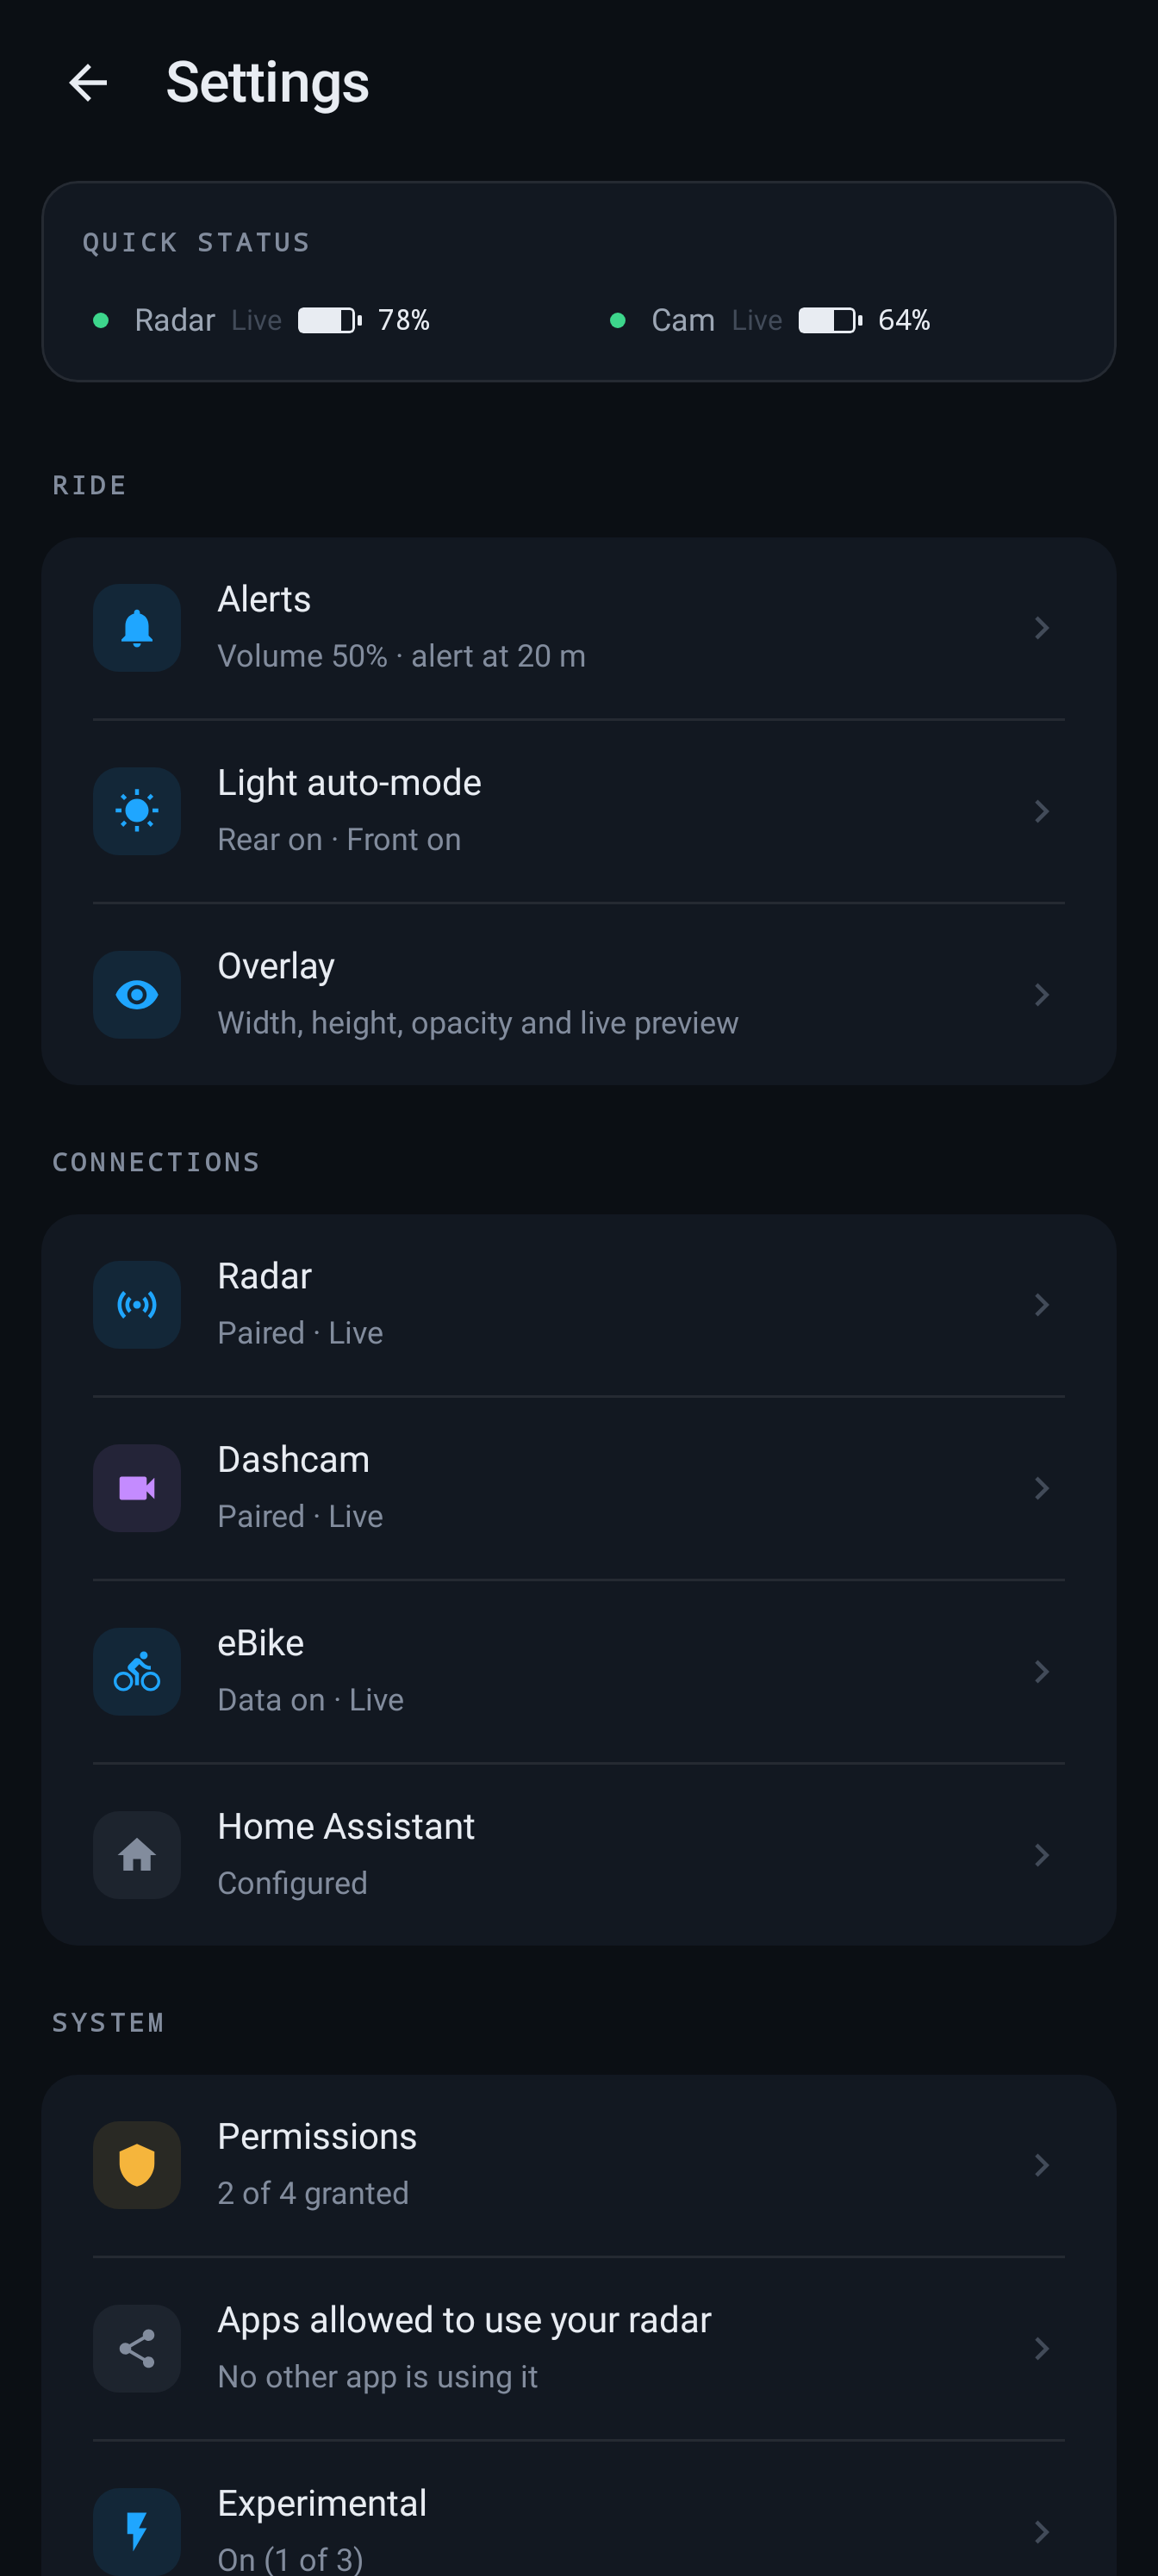 Settings
QUICK STATUS
Radar Live 78% Cam Live 64%
RIDE
Alerts
Volume 50% · alert at 20 m
Light auto-mode
Rear on · Front on
Overlay
Width, height, opacity and live preview
CONNECTIONS
Radar
Paired · Live
Dashcam
Paired · Live
eBike
Data on · Live
Home Assistant
Configured
SYSTEM
Permissions
2 of 4 granted
Apps allowed to use your radar
No other app is using it
Experimental
On (1 of 3)